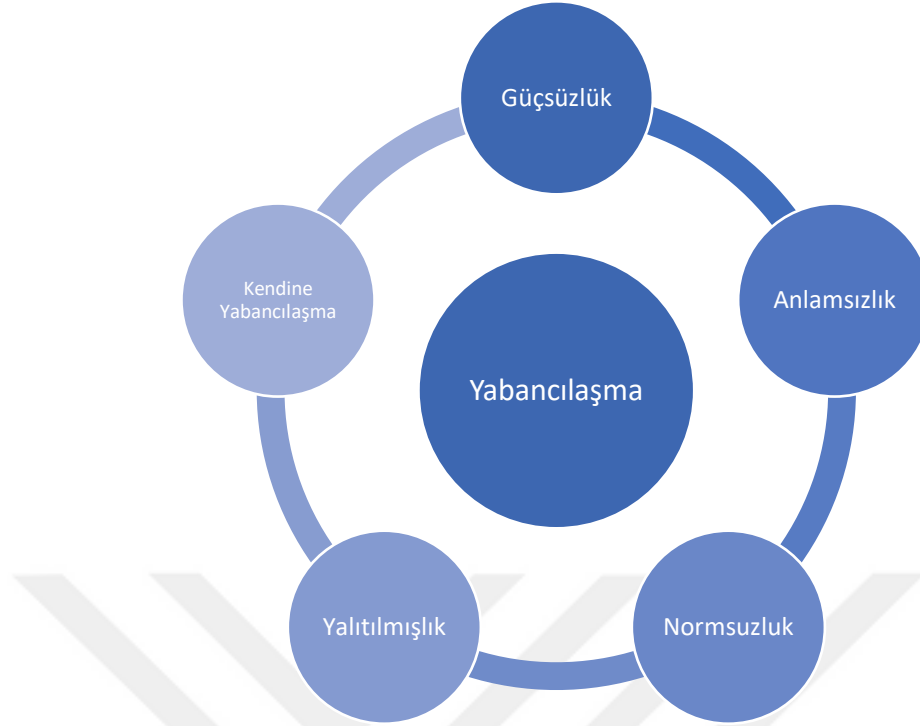 Güçsüzlük
Anlamsızlık
Normsuzluk
Yalıtılmışlık
Kendine
Yabancılaşma
Yabancılaşma